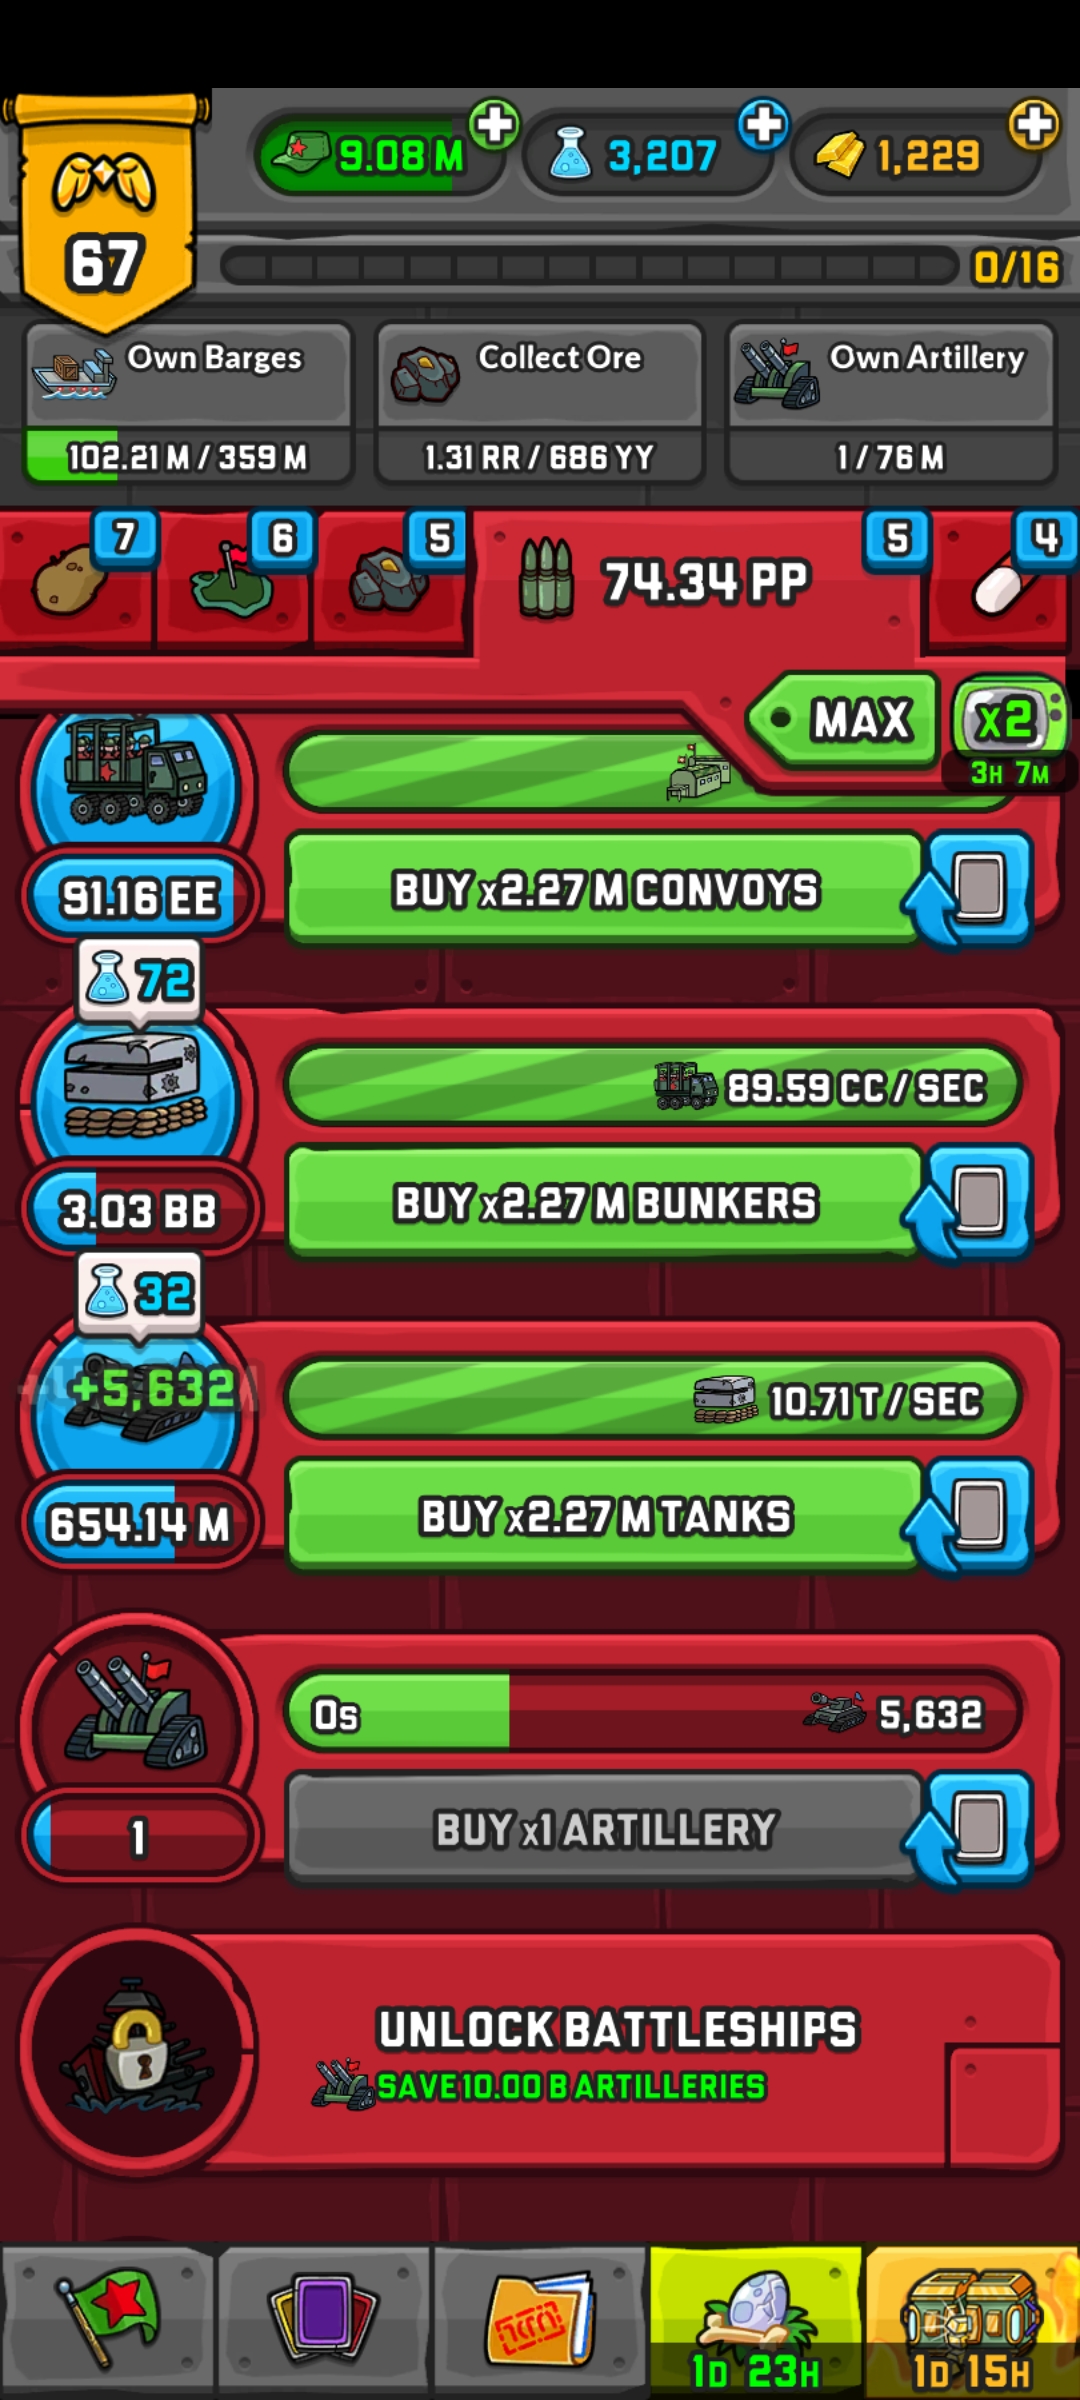 9.08 M
3,207
1,229
67
0/16
Own Barges
102.21 M / 359 M
Collect Ore
1.31 RR / 686 YY
Own Artillery
1 / 76 M
7
6
5
74.34 PP
5
4
MAX
x2
3H 7M
91.16 EE
BUY x2.27 M CONVOYS
72
89.59 CC / SEC
3.03 BB
BUY x2.27 M BUNKERS
32
+5,632
10.71 T / SEC
654.14 M
BUY x2.27 M TANKS
0s
5,632
1
BUY x1 ARTILLERY
UNLOCK BATTLESHIPS
SAVE 10.00 B ARTILLERIES
1D 23H
1D 15H